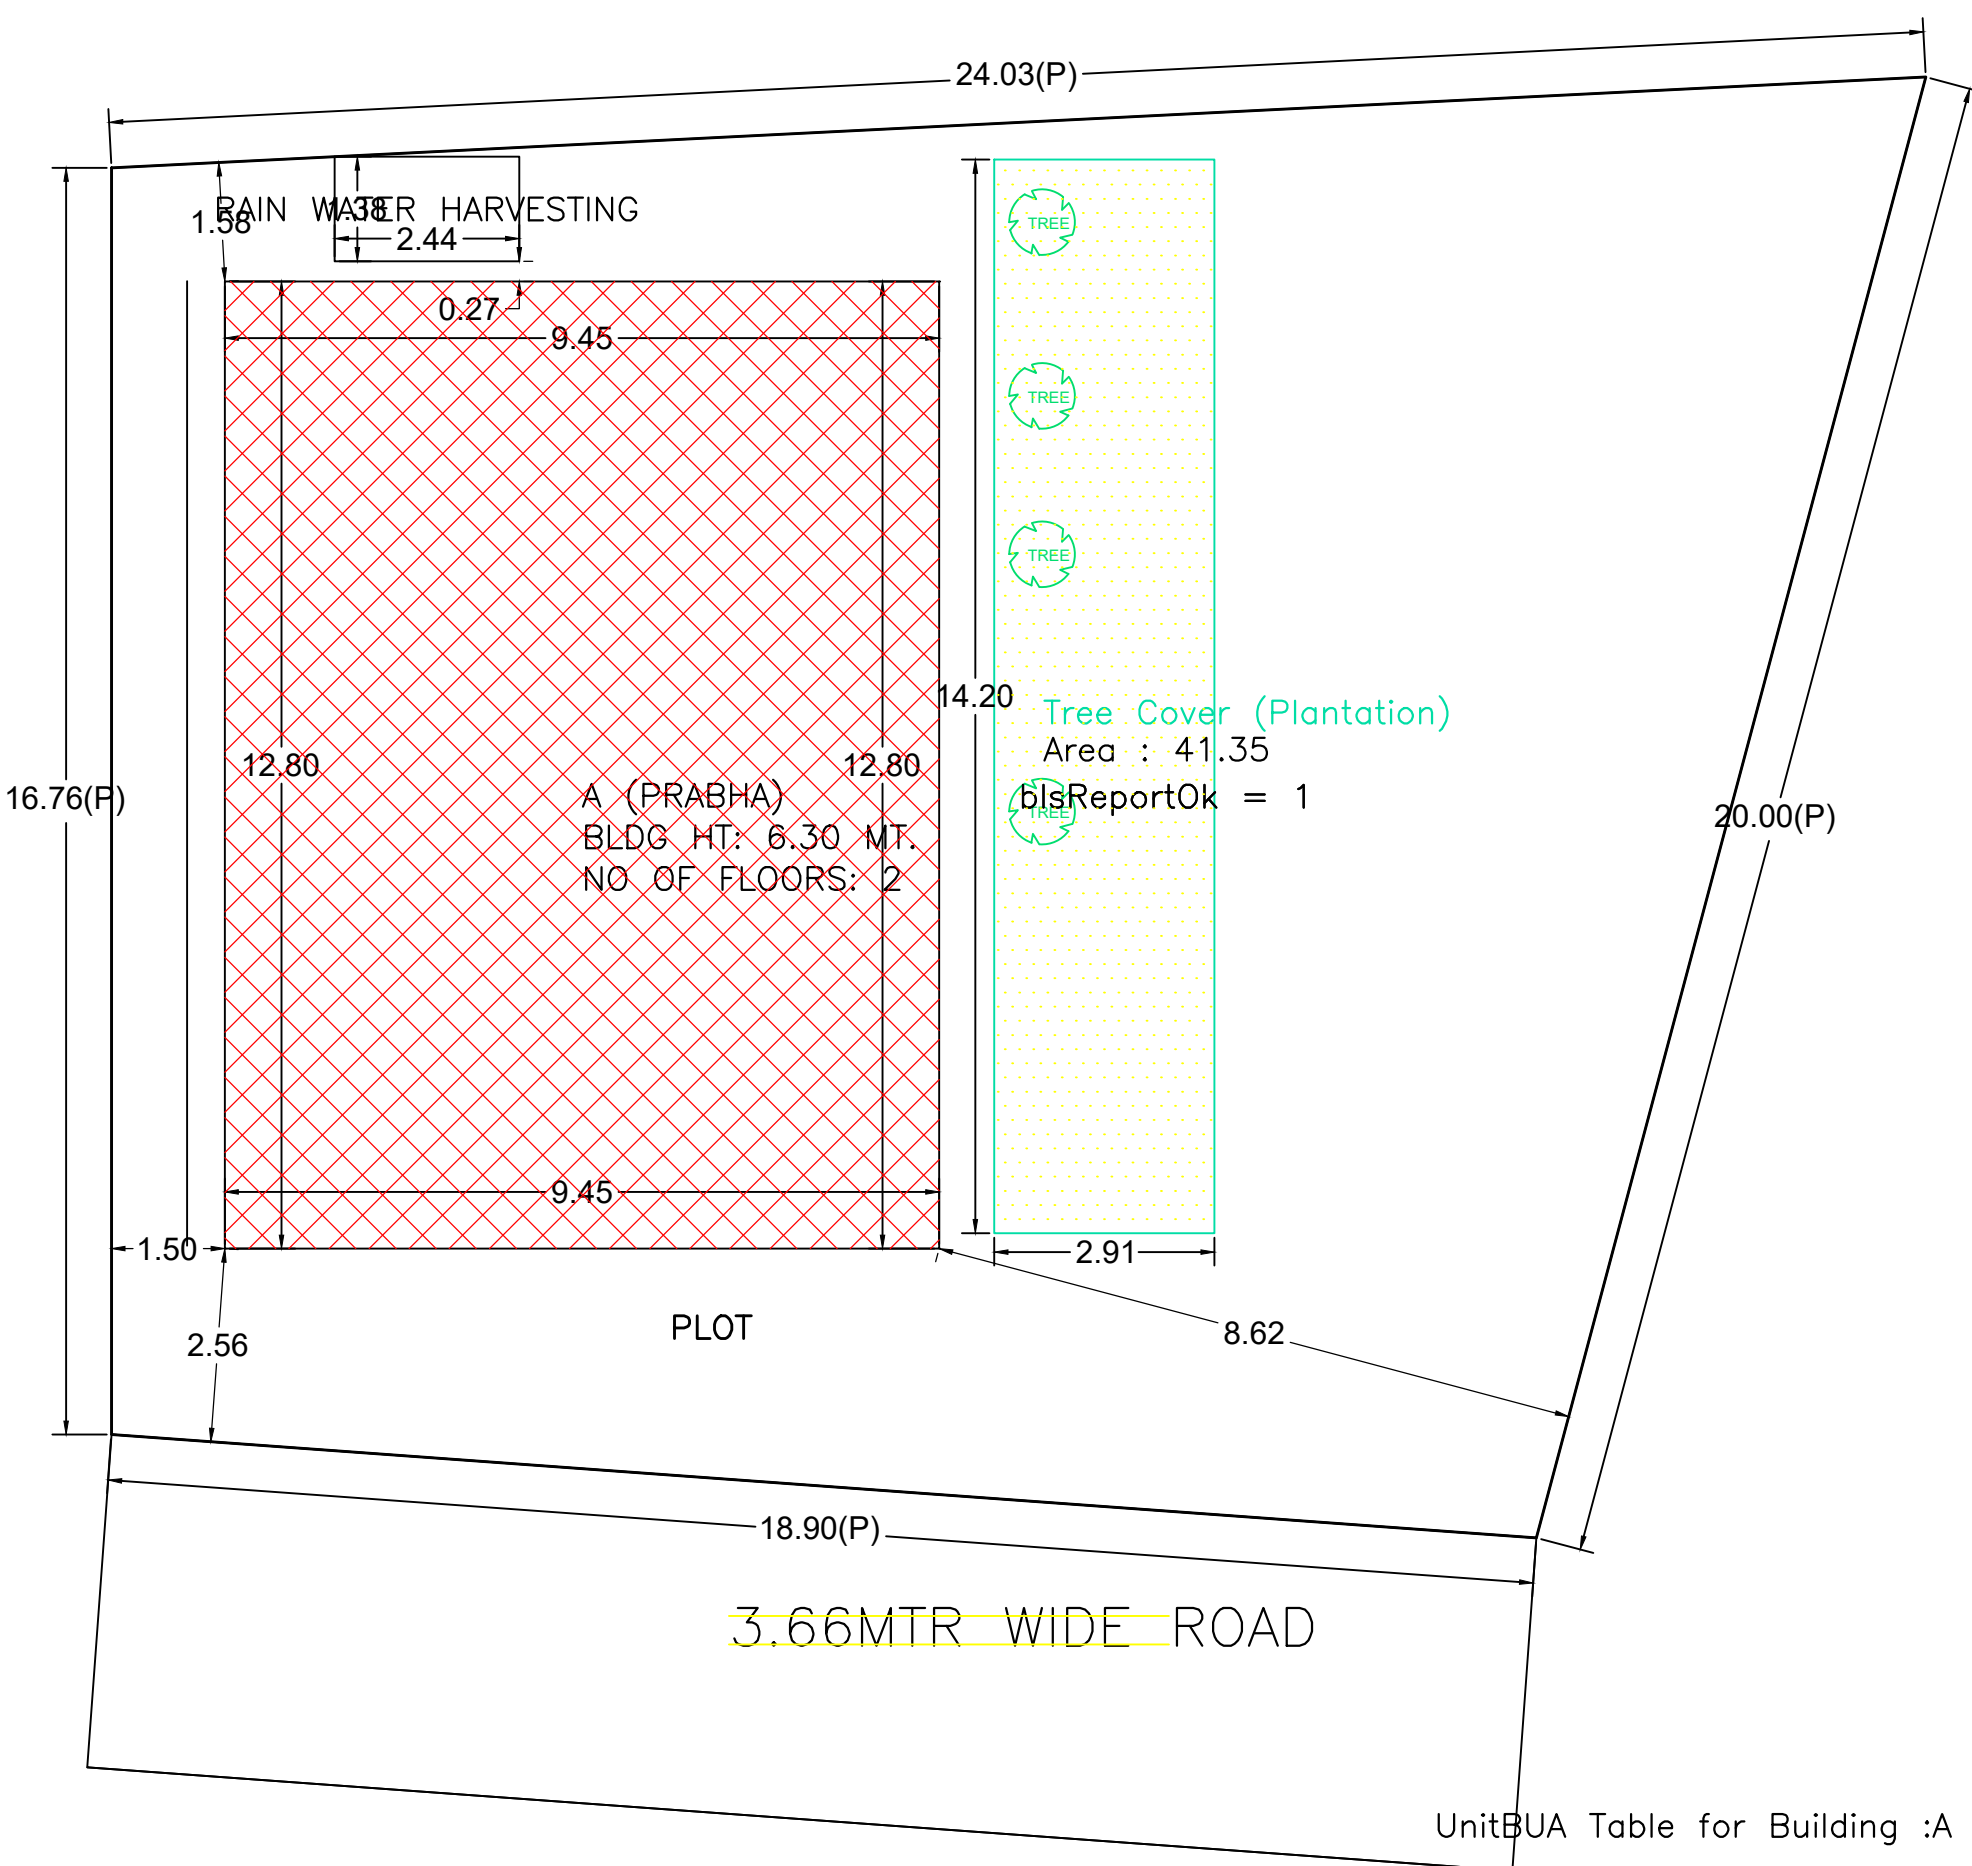 24.03(P)
RAIN WATER HARVESTING
1.38
1.58
2.44
TREE
0.27
9.45
TREE
TREE
14.20
Tree Cover (Plantation)
Area : 41.35
12.80
12.80
16.76(P)
A (PRABHA)
BLDG HT: 6.30 MT.
NO OF FLOORS: 2
bIsReportOk = 1
TREE
20.00(P)
9.45
1.50
2.91
PLOT
2.56
8.62
18.90(P)
3.66MTR WIDE ROAD
UnitBUA Table for Building :A